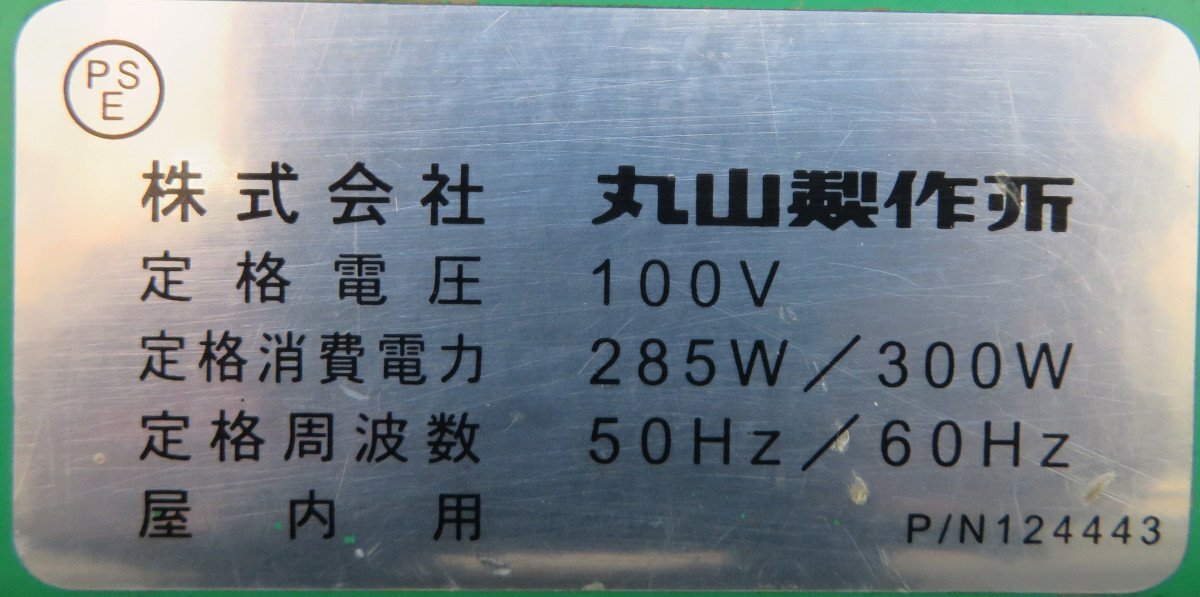 PS
E
株式会社 丸山製作所
定格電圧 100V
定格消費電力 285W/300W
定格周波数 50Hz/60Hz
屋内用 P/N124443